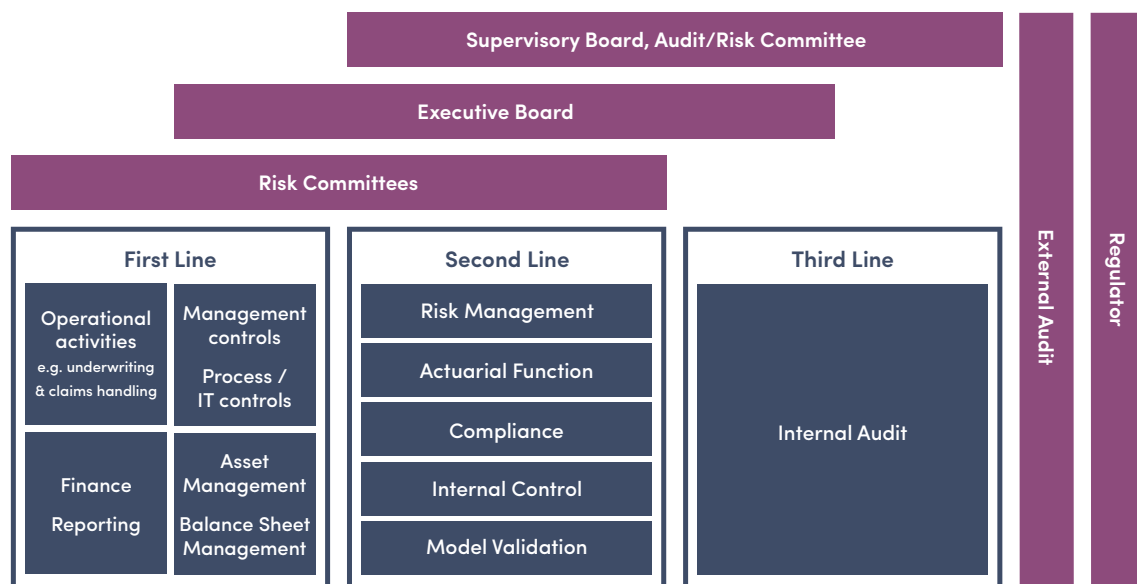 Supervisory Board, Audit/Risk Committee
Executive Board
Risk Committees
First Line
Operational
activities
e.g. underwriting
& claims handling
Management
controls
Process /
IT controls
Finance
Reporting
Asset
Management
Balance Sheet
Management
Second Line
Risk Management
Actuarial Function
Compliance
Internal Control
Model Validation
Third Line
Internal Audit
External Audit
Regulator